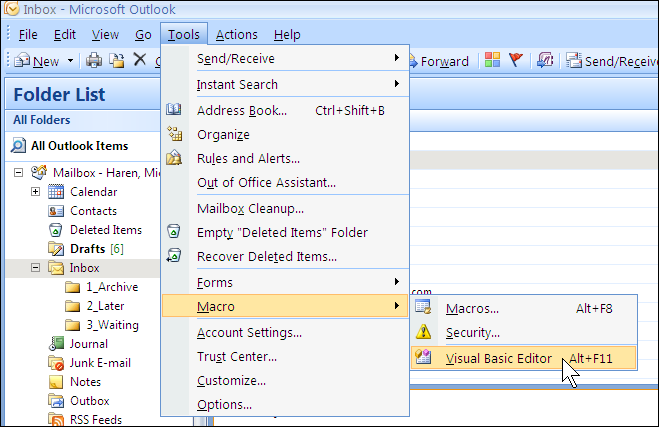 Inbox - Microsoft Outlook
File Edit View Go Tools Actions Help
New Forward Send/Receive
Folder List
All Folders
All Outlook Items
Mailbox - Haren, Mic
Calendar
Contacts
Deleted Items
Drafts [6]
Inbox
1_Archive
2_Later
3_Waiting
Journal
Junk E-mail
Notes
Outbox
RSS Feeds
Send/Receive
Instant Search
Address Book... Ctrl+Shift+B
Organize
Rules and Alerts...
Out of Office Assistant...
Mailbox Cleanup...
Empty "Deleted Items" Folder
Recover Deleted Items...
Forms
Macro
Account Settings...
Trust Center...
Customize...
Options...
com
Macros... Alt+F8
Security...
Visual Basic Editor Alt+F11